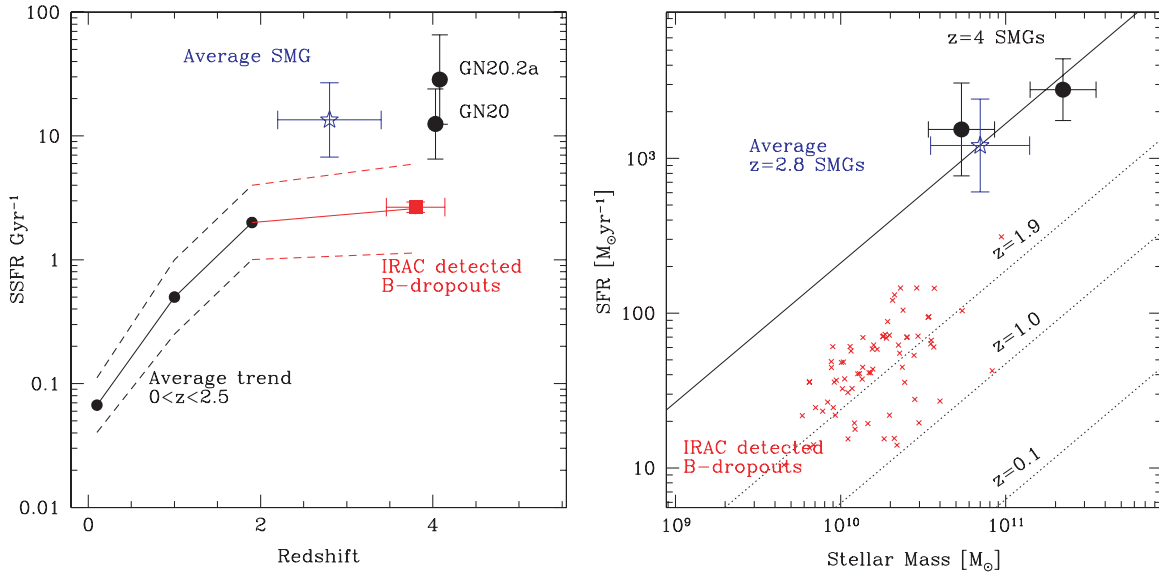 100
10
1
0.1
0.01
SSFR Gyr⁻¹
Average SMG
GN20.2a
GN20
IRAC detected
B-dropouts
Average trend
0<z<2.5
0
2
4
Redshift
10³
100
10
SFR [M⊙yr⁻¹]
z=4 SMGs
Average
z=2.8 SMGs
z=1.9
z=1.0
z=0.1
IRAC detected
B-dropouts
10⁹
10¹⁰
10¹¹
Stellar Mass [M⊙]